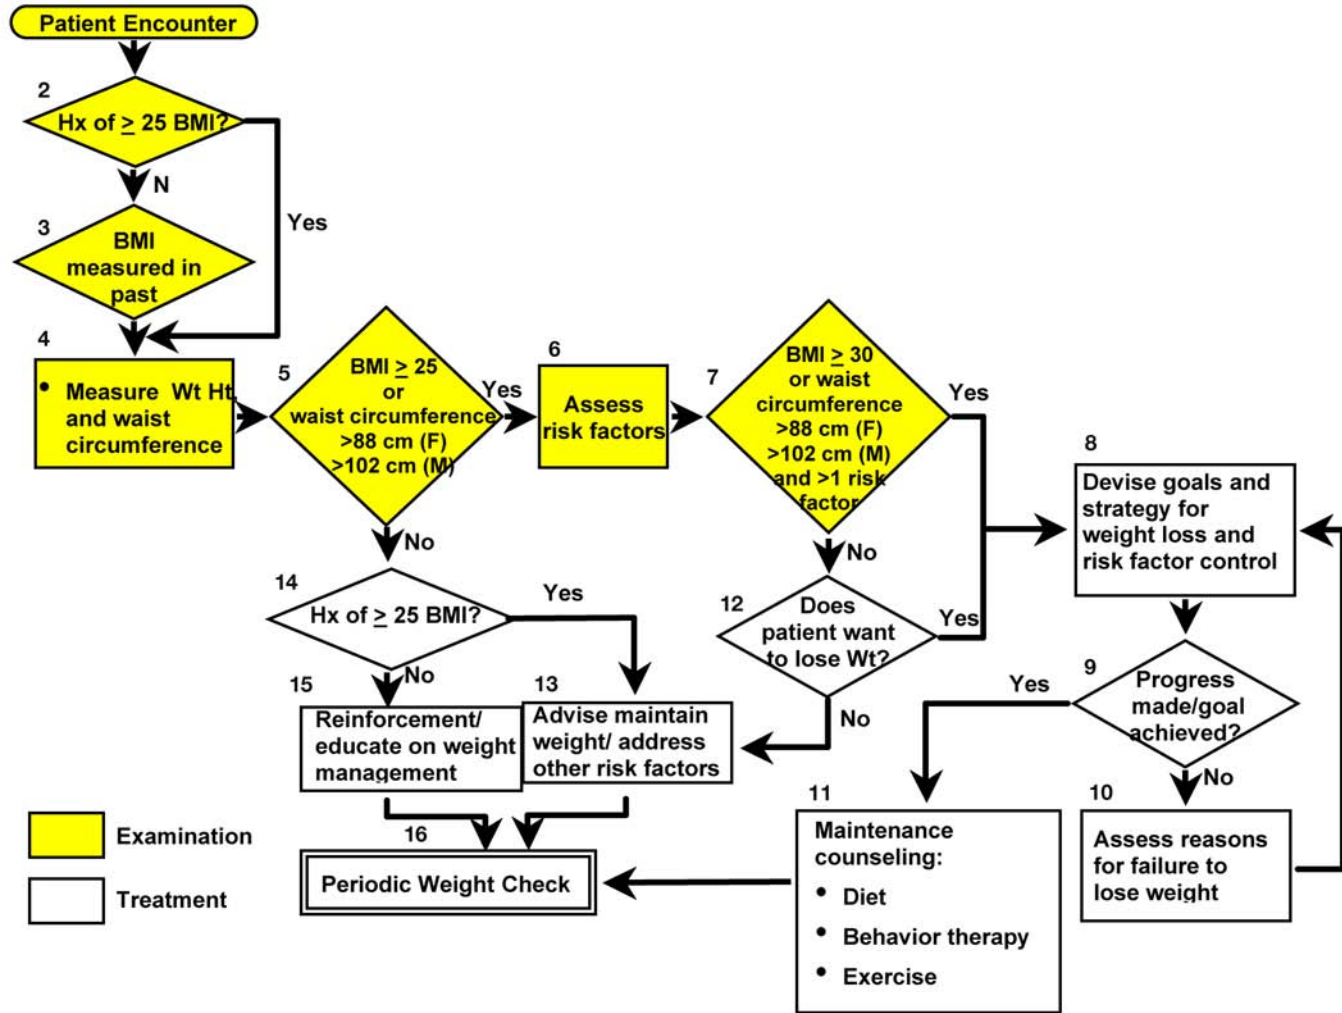 Patient Encounter
2
Hx of ≥ 25 BMI?
N
Yes
3
BMI
measured in
past
4
• Measure Wt Ht,
and waist
circumference
5
BMI ≥ 25
or
waist circumference
>88 cm (F)
>102 cm (M)
Yes
No
6
Assess
risk factors
7
BMI ≥ 30
or waist
circumference
>88 cm (F)
>102 cm (M)
and >1 risk
factor
Yes
No
8
Devise goals and
strategy for
weight loss and
risk factor control
14
Hx of ≥ 25 BMI?
Yes
No
12
Does
patient want
to lose Wt?
Yes
No
9
Progress
made/goal
achieved?
Yes
No
15
Reinforcement/
educate on weight
management
13
Advise maintain
weight/ address
other risk factors
11
Maintenance
counseling:
• Diet
• Behavior therapy
• Exercise
10
Assess reasons
for failure to
lose weight
16
Periodic Weight Check
Examination
Treatment